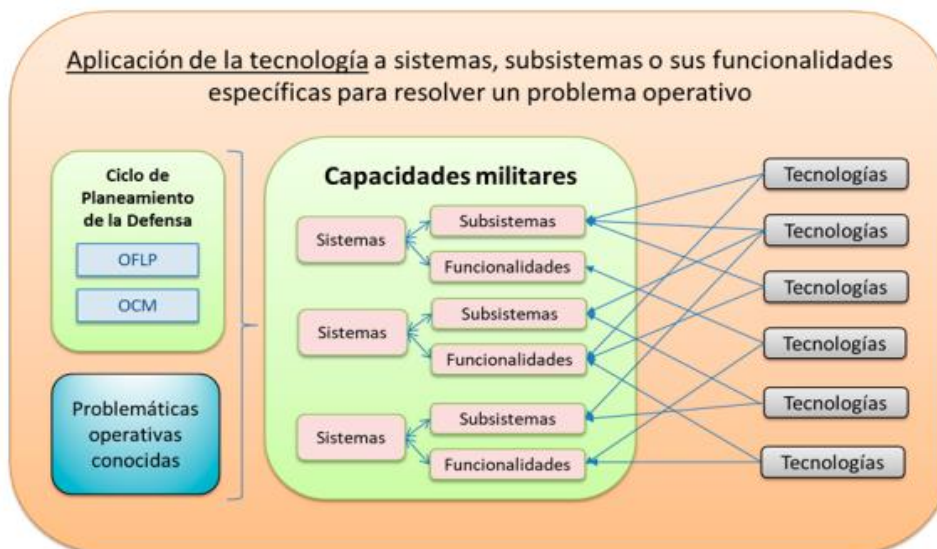 Aplicación de la tecnología a sistemas, subsistemas o sus funcionalidades
específicas para resolver un problema operativo
Ciclo de
Planeamiento
de la Defensa
OFLP
OCM
Problemáticas
operativas
conocidas
Capacidades militares
Sistemas
Subsistemas
Funcionalidades
Sistemas
Subsistemas
Funcionalidades
Sistemas
Subsistemas
Funcionalidades
Tecnologías
Tecnologías
Tecnologías
Tecnologías
Tecnologías
Tecnologías